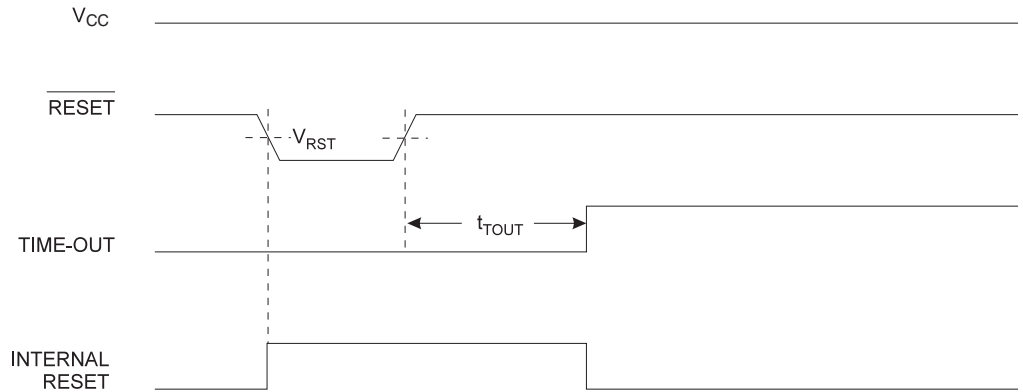 VCC
RESET
VRST
tTOUT
TIME-OUT
INTERNAL
RESET